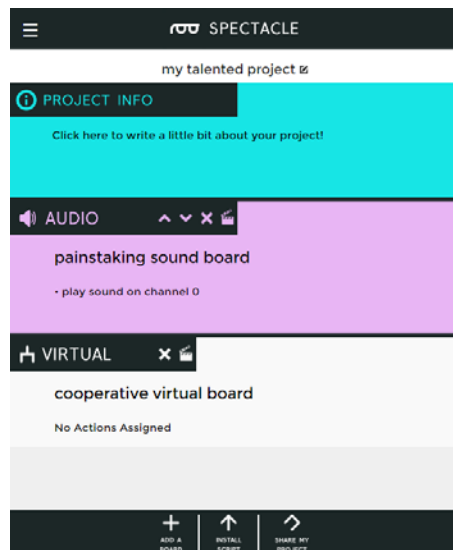 SPECTACLE
my talented project
PROJECT INFO
Click here to write a little bit about your project!
AUDIO
painstaking sound board
- play sound on channel 0
VIRTUAL
cooperative virtual board
No Actions Assigned
ADD A BOARD
INSTALL SCRIPT
SHARE MY PROJECT